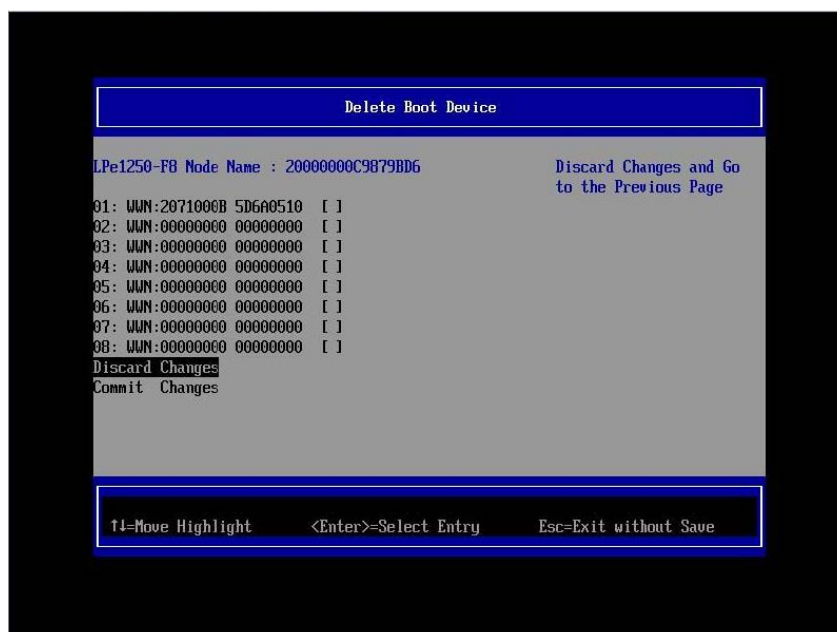 Delete Boot Device
LPe1250-F8 Node Name : 20000000C9879BD6
Discard Changes and Go
to the Previous Page
01: WWN:2071000B 5D6A0510 [ ]
02: WWN:00000000 00000000 [ ]
03: WWN:00000000 00000000 [ ]
04: WWN:00000000 00000000 [ ]
05: WWN:00000000 00000000 [ ]
06: WWN:00000000 00000000 [ ]
07: WWN:00000000 00000000 [ ]
08: WWN:00000000 00000000 [ ]
Discard Changes
Commit Changes
↑↓=Move Highlight <Enter>=Select Entry Esc=Exit without Save